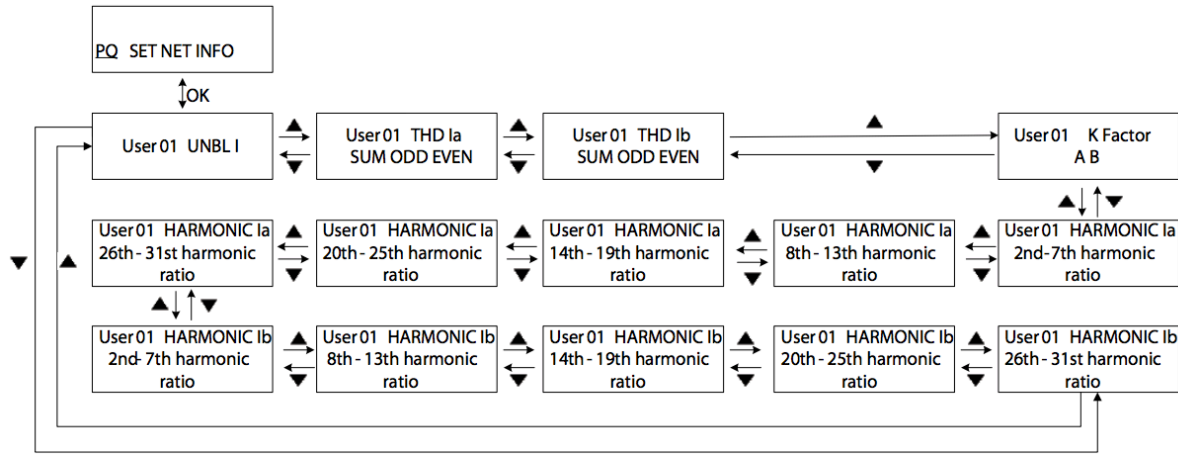 PQ SET NET INFO
OK
User 01 UNBL I
User 01 THD Ia
SUM ODD EVEN
User 01 THD Ib
SUM ODD EVEN
User 01 K Factor
A B
User 01 HARMONIC Ia
26th - 31st harmonic
ratio
User 01 HARMONIC Ia
20th - 25th harmonic
ratio
User 01 HARMONIC Ia
14th - 19th harmonic
ratio
User 01 HARMONIC Ia
8th - 13th harmonic
ratio
User 01 HARMONIC Ia
2nd-7th harmonic
ratio
User 01 HARMONIC Ib
2nd- 7th harmonic
ratio
User 01 HARMONIC Ib
8th - 13th harmonic
ratio
User 01 HARMONIC Ib
14th - 19th harmonic
ratio
User 01 HARMONIC Ib
20th - 25th harmonic
ratio
User 01 HARMONIC Ib
26th - 31st harmonic
ratio